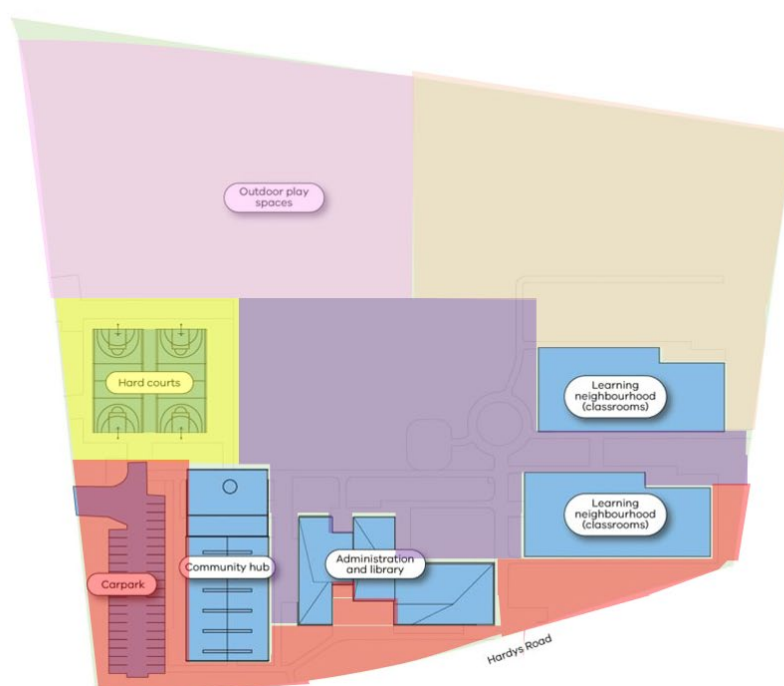 Outdoor play
spaces
Hard courts
Learning
neighbourhood
(classrooms)
Learning
neighbourhood
(classrooms)
Community hub
Administration
and library
Carpark
Hardys Road